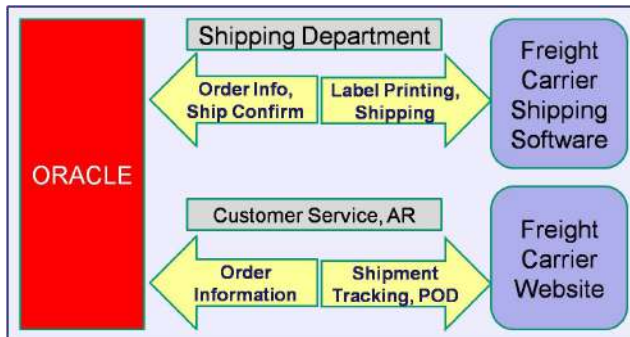 Shipping Department
Order Info,
Ship Confirm
Label Printing,
Shipping
Freight
Carrier
Shipping
Software
ORACLE
Customer Service, AR
Order
Information
Shipment
Tracking, POD
Freight
Carrier
Website